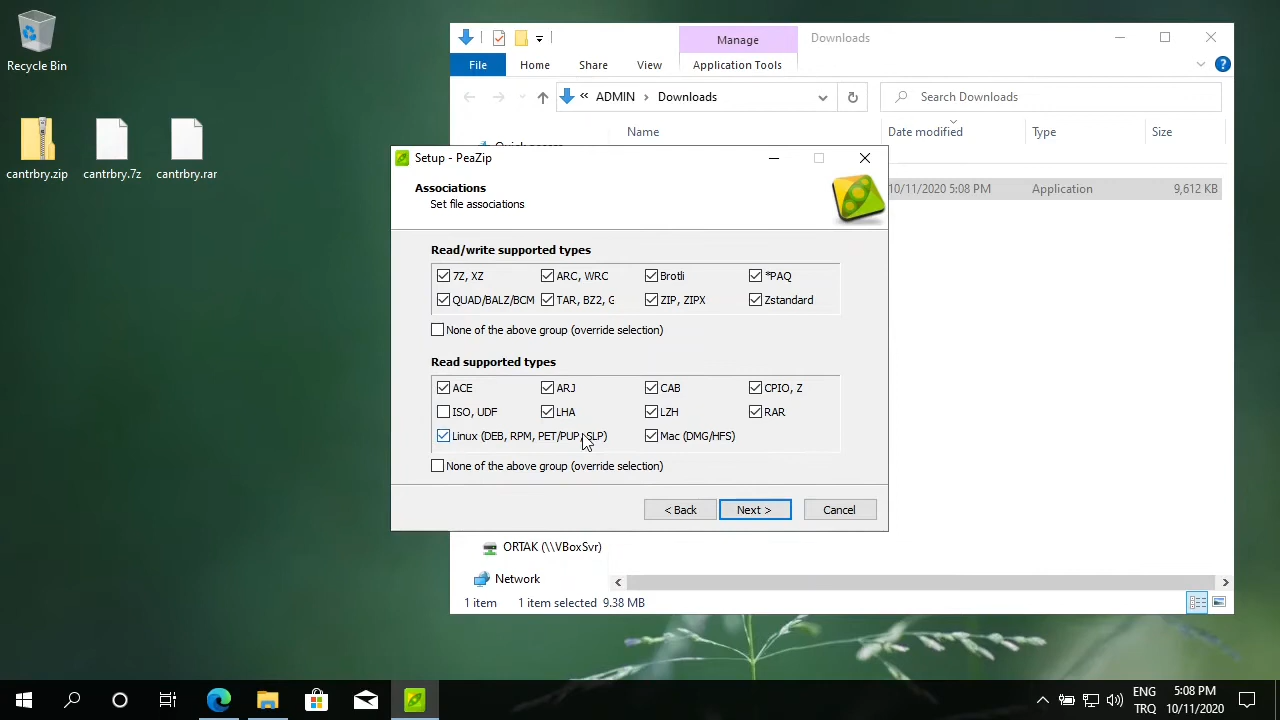 Recycle Bin
cantrbry.zip
cantrbry.7z
cantrbry.rar
Manage
Downloads
File
Home
Share
View
Application Tools
?
« ADMIN > Downloads
Search Downloads
Name
Date modified
Type
Size
10/11/2020 5:08 PM
Application
9,612 KB
Setup - PeaZip
Associations
Set file associations
Read/write supported types
7Z, XZ
ARC, WRC
Brotli
*PAQ
QUAD/BALZ/BCM
TAR, BZ2, G
ZIP, ZIPX
Zstandard
None of the above group (override selection)
Read supported types
ACE
ARJ
CAB
CPIO, Z
ISO, UDF
LHA
LZH
RAR
Linux (DEB, RPM, PET/PUP, SLP)
Mac (DMG/HFS)
None of the above group (override selection)
< Back
Next >
Cancel
ORTAK (\\VBoxSvr)
Network
1 item
1 item selected 9.38 MB
ENG
TRQ
5:08 PM
10/11/2020